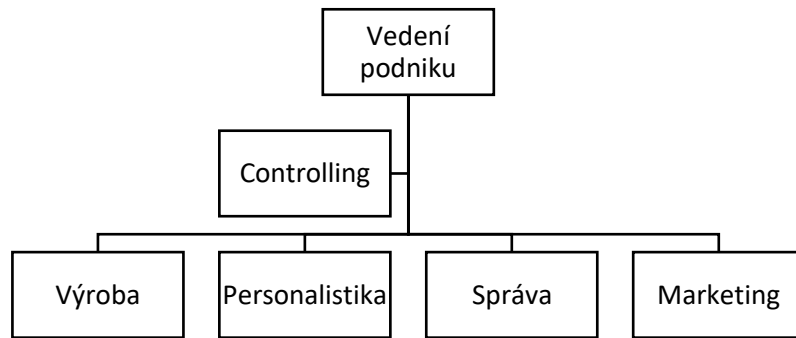 Vedení
podniku
Controlling
Výroba
Personalistika
Správa
Marketing